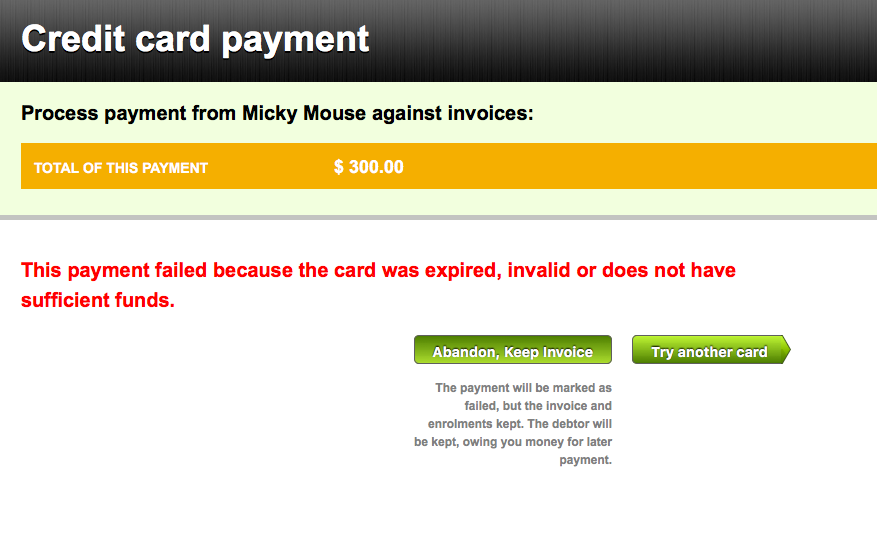 Credit card payment
Process payment from Micky Mouse against invoices:
TOTAL OF THIS PAYMENT $ 300.00
This payment failed because the card was expired, invalid or does not have
sufficient funds.
Abandon, Keep Invoice Try another card
The payment will be marked as
failed, but the invoice and
enrolments kept. The debtor will
be kept, owing you money for later
payment.